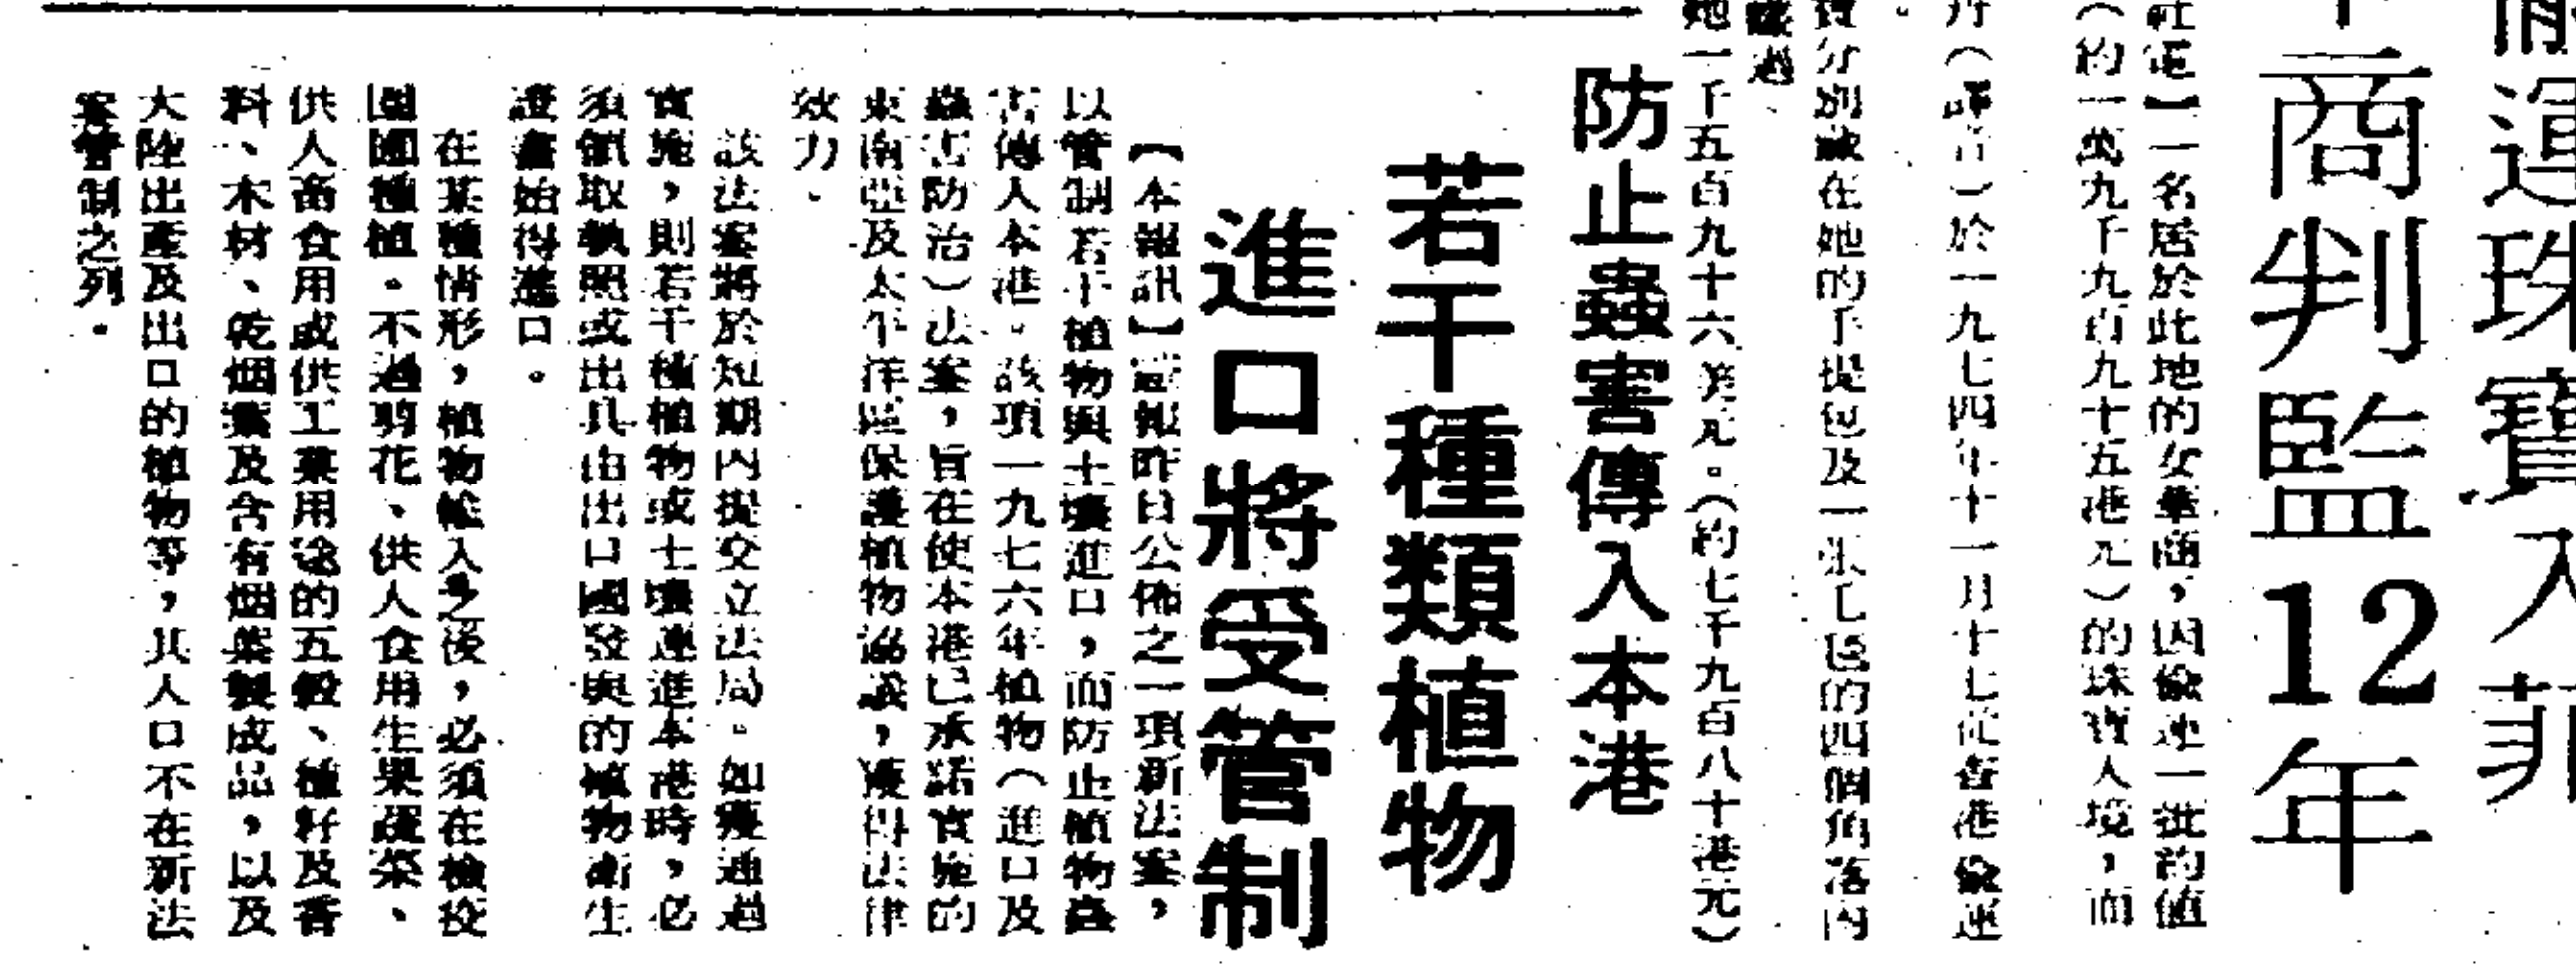 運珠寶入菲
商判監12年
社電】一名居於此地的女華商，因偷運一批約值
（約一萬九千九百九十五港元）的珠寶入境，而
丹（譯音）於一九七四年十一月十七從香港偷運
寶分別藏在她的手提包及一張毛毯的四個角落內
她一千五百九十六美元。（約七千九百八十港元）
防止蟲害傳入本港
若干種類植物
進口將受管制
【本報訊】憲報昨日公佈之一項新法案，
以管制若干植物與土壤進口，而防止植物蟲
害傳入本港。該項一九七六年植物（進口及
蟲害防治）法案，旨在使本港已承諾實施的
東南亞及太平洋區保護植物協議，獲得法律
效力。
該法案將於短期內提交立法局。如獲通過
實施，則若干種植物或土壤運進本港時，必
須領取執照或出具由出口國發與的植物衞生
證書始得進口。
在某種情形，植物輸入之後，必須在檢疫
園圃種植。不過剪花、供人食用生果蔬菜、
供人畜食用或供工業用途的五穀、種籽及香
料、木材、乾烟葉及含有烟葉製成品，以及
大陸出產及出口的植物等，其入口不在新法
案管制之列。